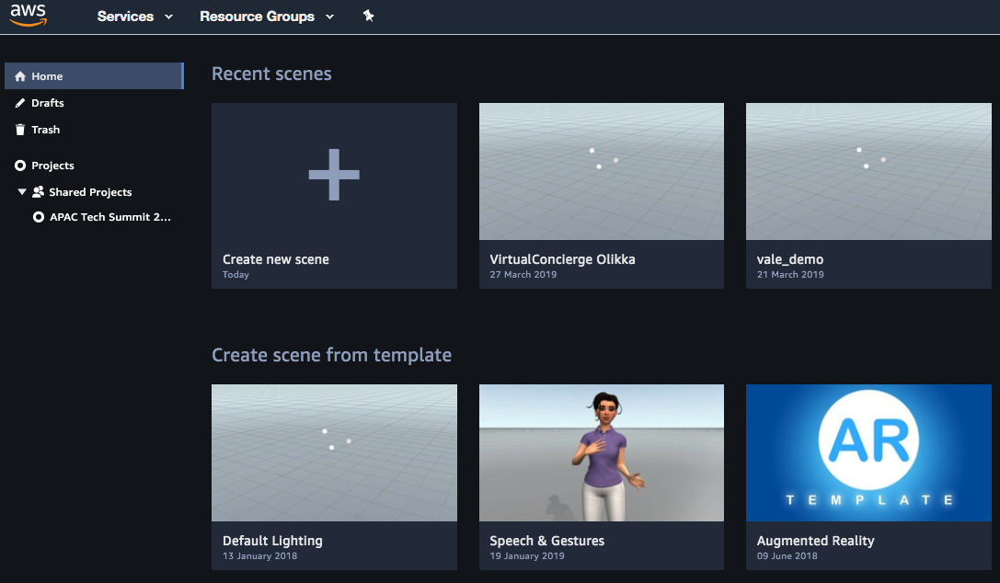 aws
Services
Resource Groups
Home
Drafts
Trash
Projects
Shared Projects
APAC Tech Summit 2...
Recent scenes
Create new scene
Today
VirtualConcierge Olikka
27 March 2019
vale_demo
21 March 2019
Create scene from template
Default Lighting
13 January 2018
Speech & Gestures
19 January 2019
AR
TEMPLATE
Augmented Reality
09 June 2018